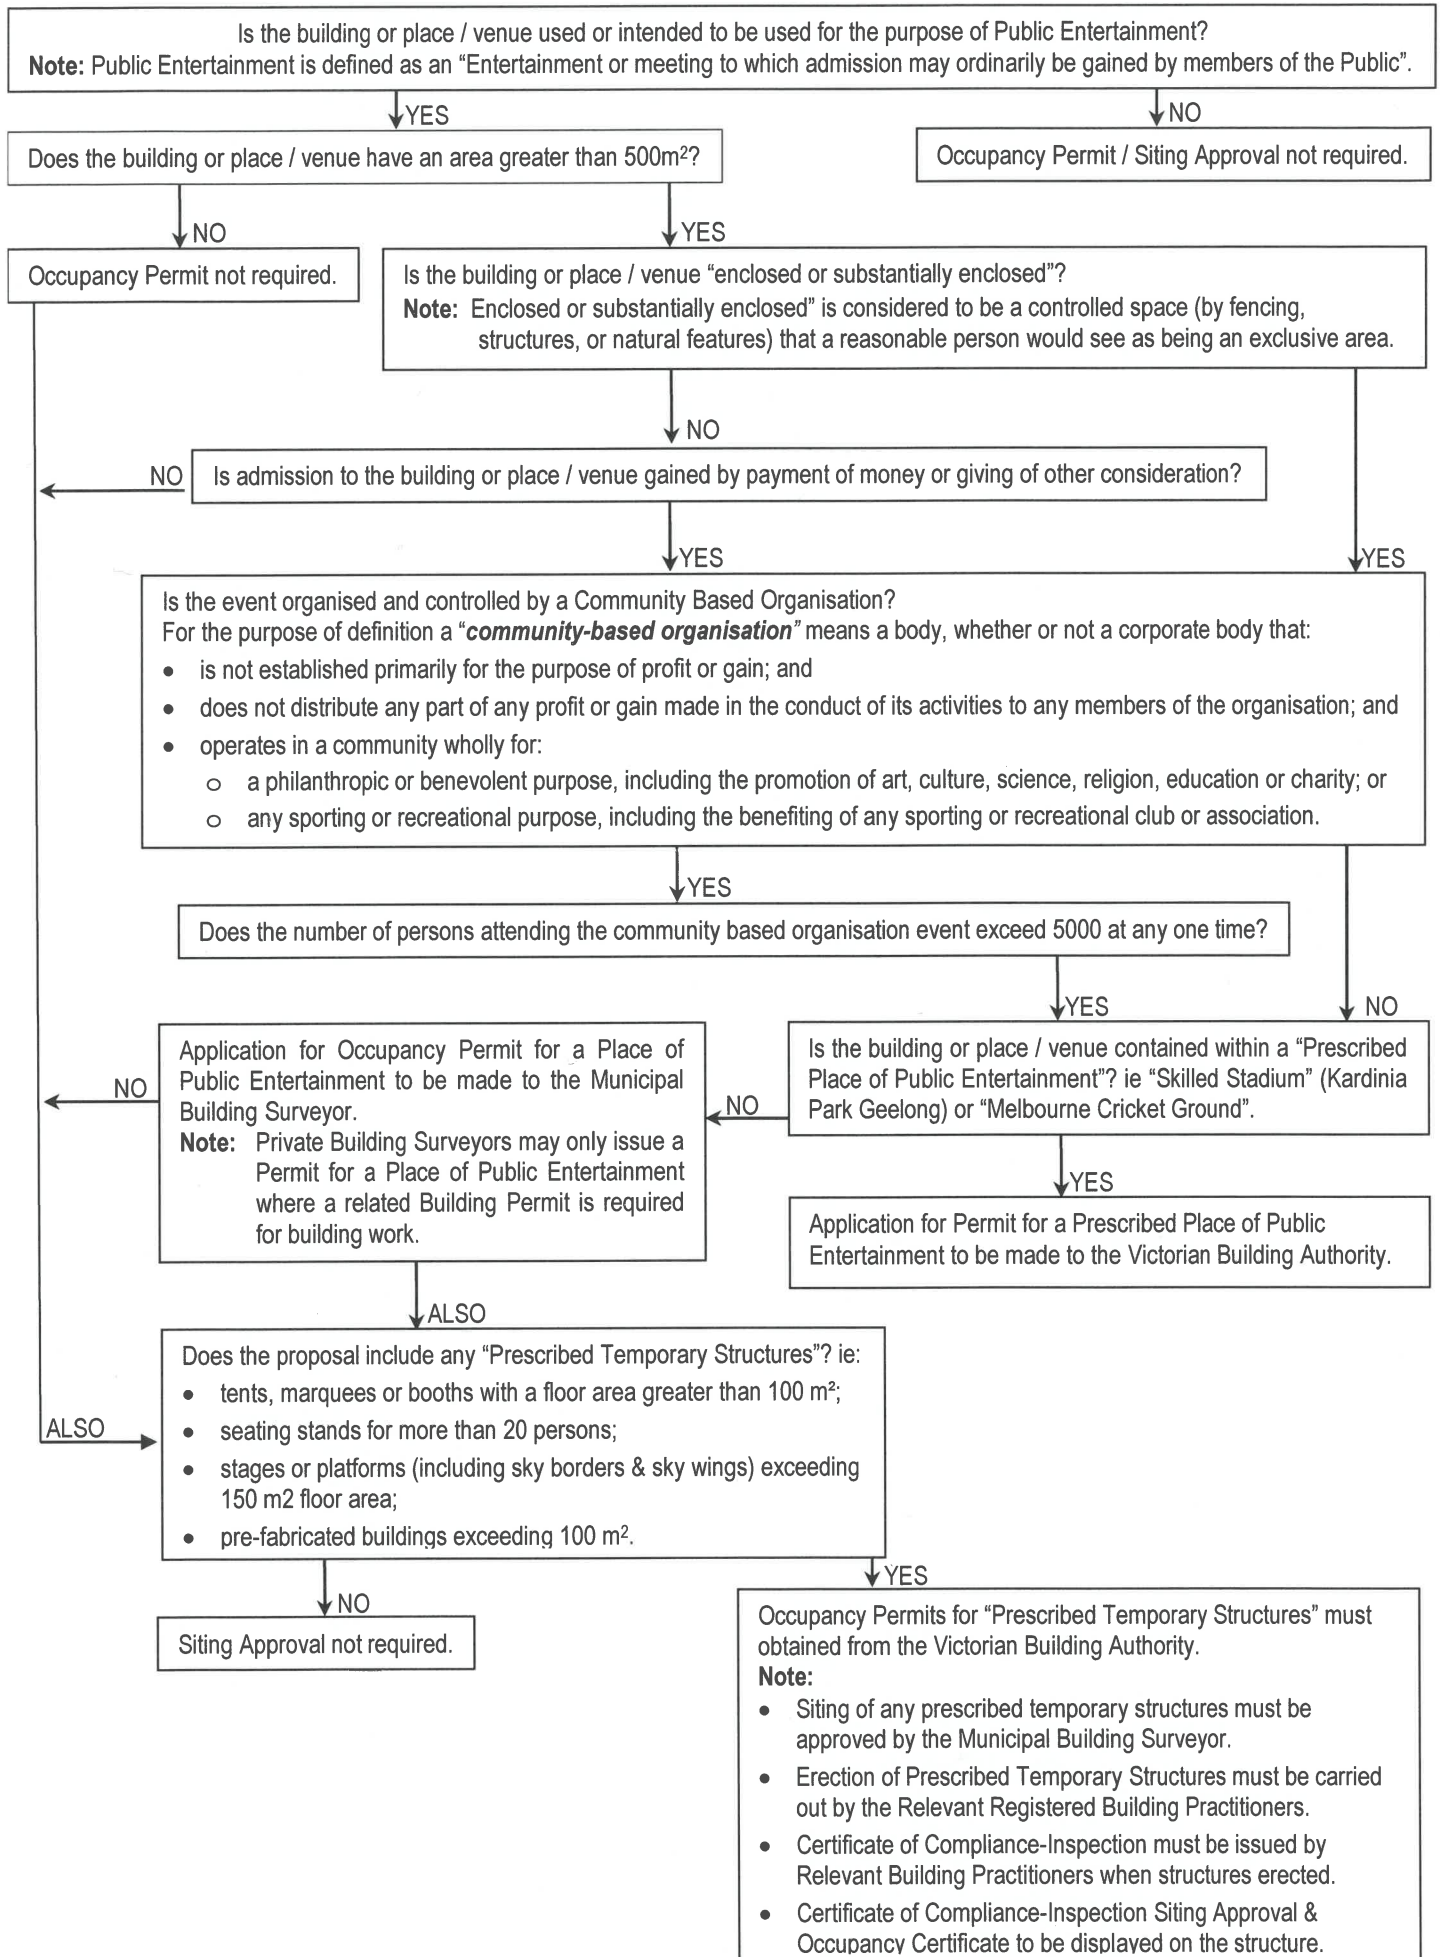 Is the building or place / venue used or intended to be used for the purpose of Public Entertainment?
Note: Public Entertainment is defined as an “Entertainment or meeting to which admission may ordinarily be gained by members of the Public”.
YES
NO
Does the building or place / venue have an area greater than 500m²?
Occupancy Permit / Siting Approval not required.
NO
YES
Occupancy Permit not required.
Is the building or place / venue “enclosed or substantially enclosed”?
Note: Enclosed or substantially enclosed” is considered to be a controlled space (by fencing,
structures, or natural features) that a reasonable person would see as being an exclusive area.
NO
NO
Is admission to the building or place / venue gained by payment of money or giving of other consideration?
YES
YES
Is the event organised and controlled by a Community Based Organisation?
For the purpose of definition a “community-based organisation” means a body, whether or not a corporate body that:
• is not established primarily for the purpose of profit or gain; and
• does not distribute any part of any profit or gain made in the conduct of its activities to any members of the organisation; and
• operates in a community wholly for:
o a philanthropic or benevolent purpose, including the promotion of art, culture, science, religion, education or charity; or
o any sporting or recreational purpose, including the benefiting of any sporting or recreational club or association.
YES
Does the number of persons attending the community based organisation event exceed 5000 at any one time?
YES
NO
Application for Occupancy Permit for a Place of
Public Entertainment to be made to the Municipal
Building Surveyor.
Note: Private Building Surveyors may only issue a
Permit for a Place of Public Entertainment
where a related Building Permit is required
for building work.
NO
NO
Is the building or place / venue contained within a “Prescribed
Place of Public Entertainment”? ie “Skilled Stadium” (Kardinia
Park Geelong) or “Melbourne Cricket Ground”.
YES
Application for Permit for a Prescribed Place of Public
Entertainment to be made to the Victorian Building Authority.
ALSO
Does the proposal include any “Prescribed Temporary Structures”? ie:
• tents, marquees or booths with a floor area greater than 100 m²;
• seating stands for more than 20 persons;
• stages or platforms (including sky borders & sky wings) exceeding
150 m2 floor area;
• pre-fabricated buildings exceeding 100 m².
ALSO
YES
NO
Siting Approval not required.
Occupancy Permits for “Prescribed Temporary Structures” must
obtained from the Victorian Building Authority.
Note:
• Siting of any prescribed temporary structures must be
approved by the Municipal Building Surveyor.
• Erection of Prescribed Temporary Structures must be carried
out by the Relevant Registered Building Practitioners.
• Certificate of Compliance-Inspection must be issued by
Relevant Building Practitioners when structures erected.
• Certificate of Compliance-Inspection Siting Approval &
Occupancy Certificate to be displayed on the structure.